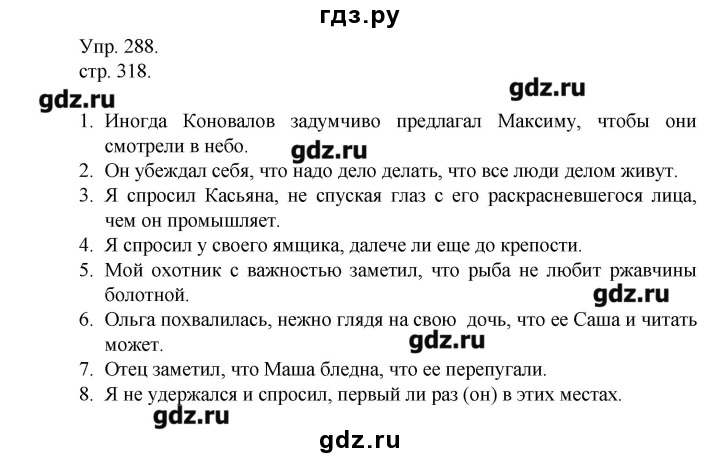 гдз.ру
Упр. 288.
стр. 318.
gdz.ru
gdz.ru
1. Иногда Коновалов задумчиво предлагал Максиму, чтобы они
смотрели в небо.
gdz.ru
2. Он убеждал себя, что надо дело делать, что все люди делом живут.
3. Я спросил Касьяна, не спуская глаз с его раскрасневшегося лица,
чем он промышляет.
4. Я спросил у своего ямщика, далече ли еще до крепости.
5. Мой охотник с важностью заметил, что рыба не любит ржавчины
болотной.
gdz.ru
6. Ольга похвалилась, нежно глядя на свою дочь, что ее Саша и читать
может.
gdz.ru
7. Отец заметил, что Маша бледна, что ее перепугали.
8. Я не удержался и спросил, первый ли раз (он) в этих местах.
gdz.ru
gdz.ru